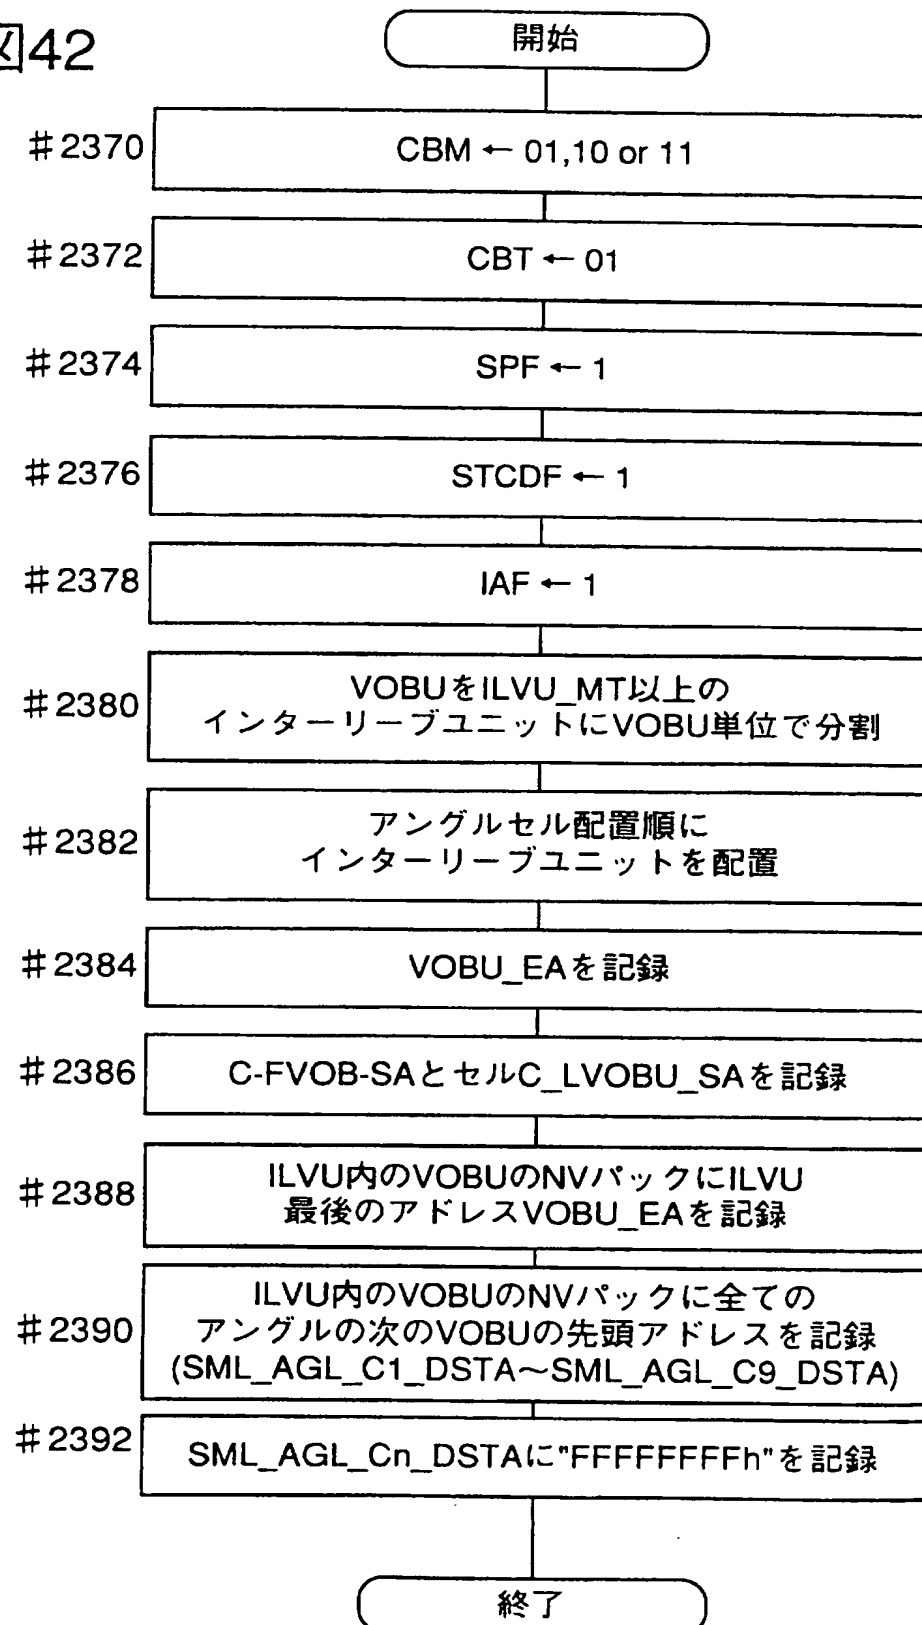 図42
開始
#2370
CBM ← 01,10 or 11
#2372
CBT ← 01
#2374
SPF ← 1
#2376
STCDF ← 1
#2378
IAF ← 1
#2380
VOBUをILVU_MT以上の
インターリーブユニットにVOBU単位で分割
#2382
アングルセル配置順に
インターリーブユニットを配置
#2384
VOBU_EAを記録
#2386
C-FVOB-SAとセルC_LVOBU_SAを記録
#2388
ILVU内のVOBUのNVパックにILVU
最後のアドレスVOBU_EAを記録
#2390
ILVU内のVOBUのNVパックに全ての
アングルの次のVOBUの先頭アドレスを記録
(SML_AGL_C1_DSTA～SML_AGL_C9_DSTA)
#2392
SML_AGL_Cn_DSTAに"FFFFFFFFh"を記録
終了